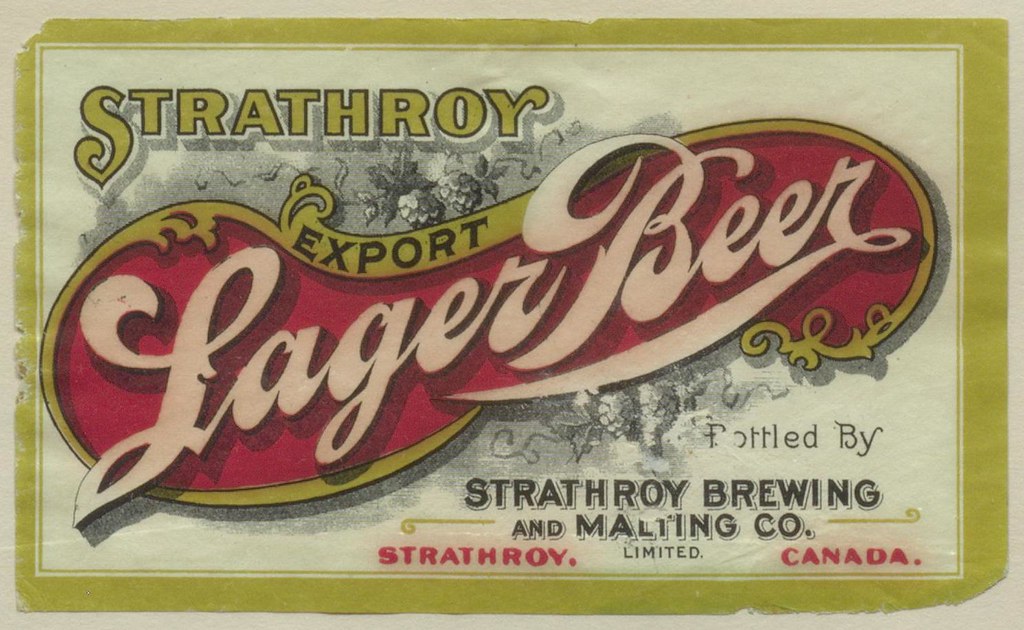 STRATHROY
EXPORT
Lager Beer
Bottled By
STRATHROY BREWING
AND MALTING CO.
LIMITED.
STRATHROY. CANADA.